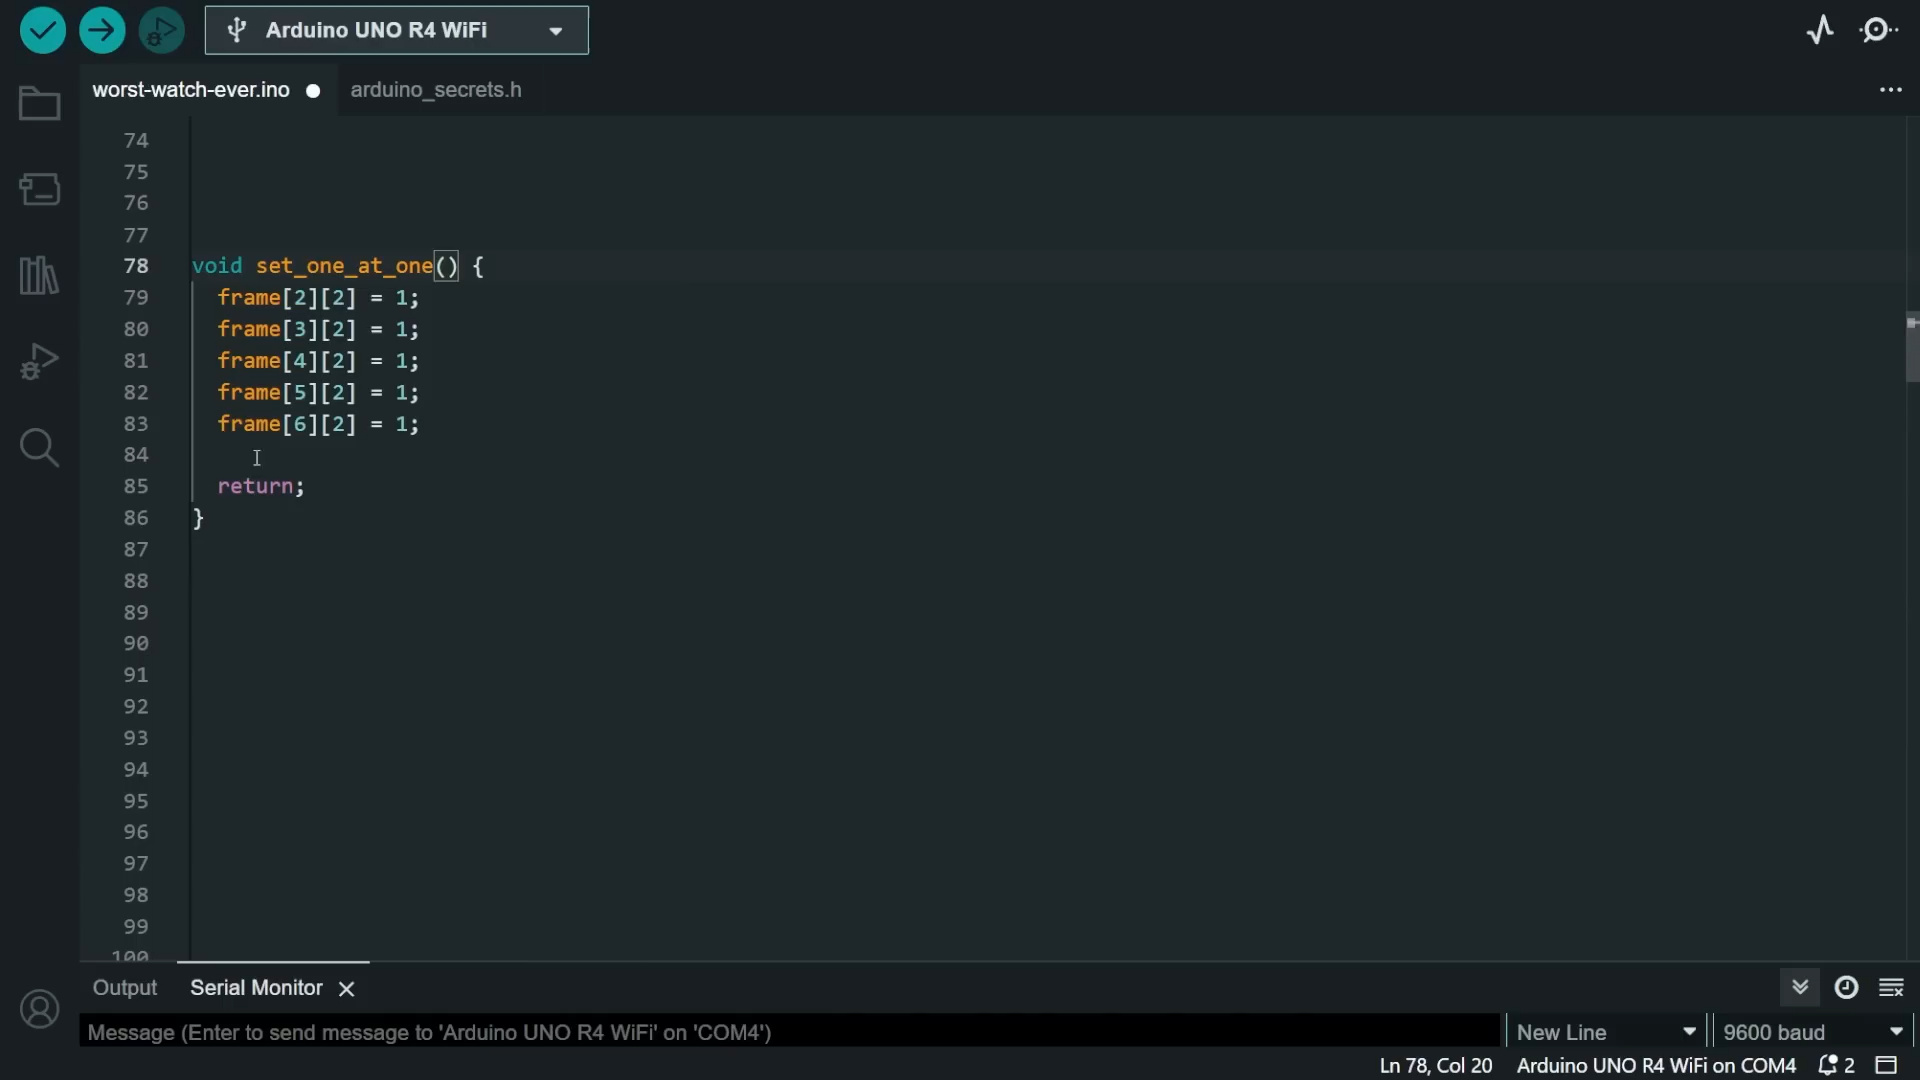 Arduino UNO R4 WiFi
worst-watch-ever.ino
arduino_secrets.h
74
75
76
77
78 void set_one_at_one() {
79 frame[2][2] = 1;
80 frame[3][2] = 1;
81 frame[4][2] = 1;
82 frame[5][2] = 1;
83 frame[6][2] = 1;
84
85 return;
86 }
87
88
89
90
91
92
93
94
95
96
97
98
99
100
Output Serial Monitor
Message (Enter to send message to 'Arduino UNO R4 WiFi' on 'COM4') New Line 9600 baud
Ln 78, Col 20 Arduino UNO R4 WiFi on COM4 2